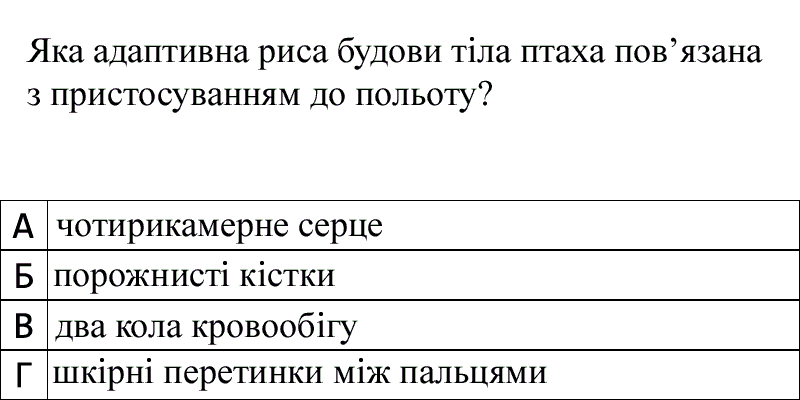 Яка адаптивна риса будови тіла птаха пов’язана
з пристосуванням до польоту?
А чотирикамерне серце
Б порожнисті кістки
В два кола кровообігу
Г шкірні перетинки між пальцями